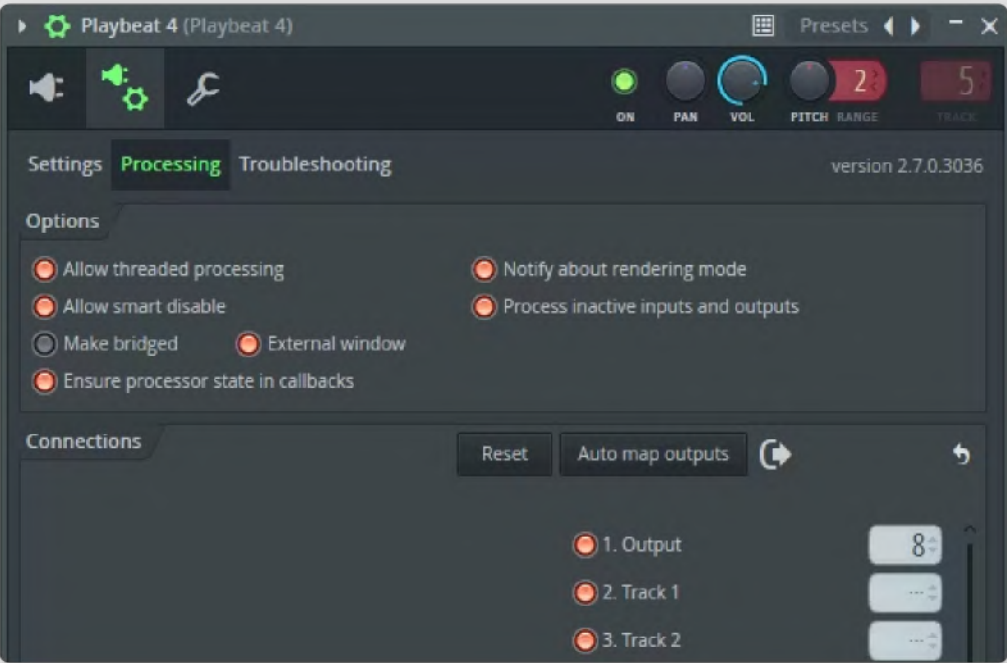 Playbeat 4 (Playbeat 4)
Presets
2
5
ON
PAN
VOL
PITCH
RANGE
TRACK
Settings
Processing
Troubleshooting
version 2.7.0.3036
Options
Allow threaded processing
Notify about rendering mode
Allow smart disable
Process inactive inputs and outputs
Make bridged
External window
Ensure processor state in callbacks
Connections
Reset
Auto map outputs
1. Output
8
2. Track 1
---
3. Track 2
---